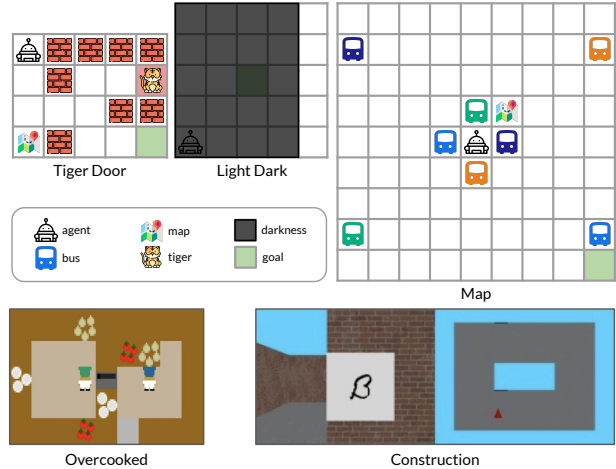 Tiger Door
Light Dark
Map
agent
map
darkness
bus
tiger
goal
Overcooked
Construction